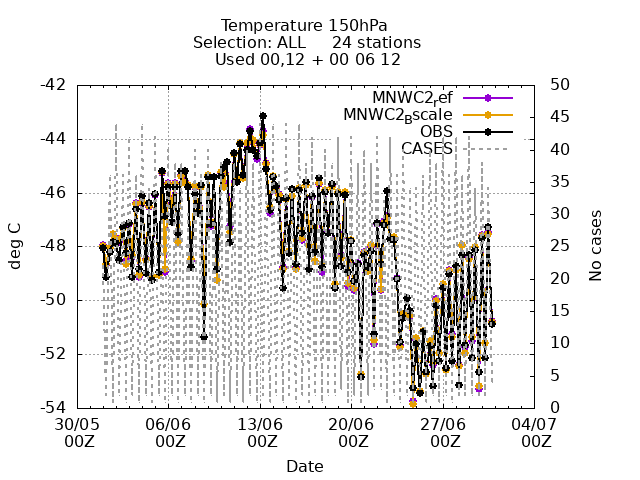 Temperature 150hPa
Selection: ALL 24 stations
Used 00,12 + 00 06 12
MNWC2ref
MNWC2Bscale
OBS
CASES
deg C
-42
-44
-46
-48
-50
-52
-54
50
45
40
35
30
25
20
15
10
5
0
No cases
30/05 06/06 13/06 20/06 27/06 04/07
00Z 00Z 00Z 00Z 00Z 00Z
Date